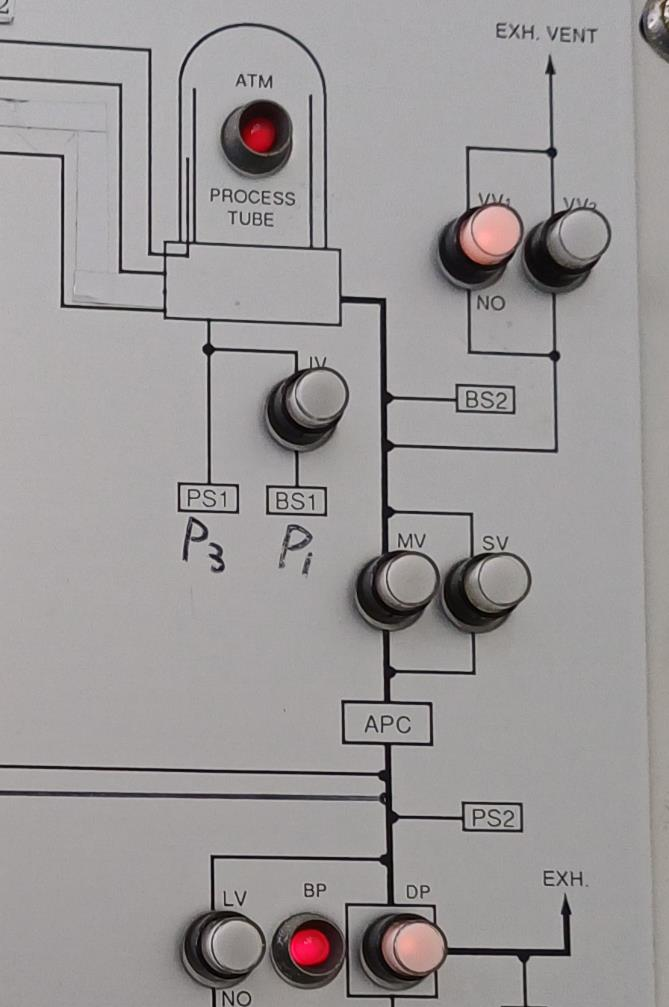 2
EXH. VENT
ATM
PROCESS
TUBE
VV1
VV2
NO
IV
BS2
PS1
BS1
P3
P1
MV
SV
APC
PS2
EXH.
LV
BP
DP
NO